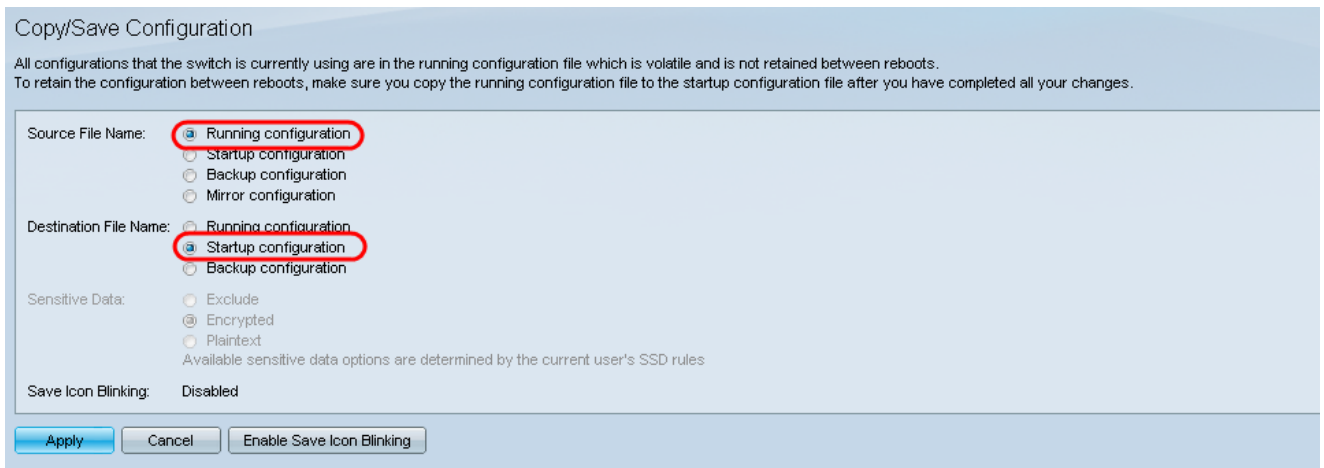 Copy/Save Configuration
All configurations that the switch is currently using are in the running configuration file which is volatile and is not retained between reboots.
To retain the configuration between reboots, make sure you copy the running configuration file to the startup configuration file after you have completed all your changes.
Source File Name: Running configuration
Startup configuration
Backup configuration
Mirror configuration
Destination File Name: Running configuration
Startup configuration
Backup configuration
Sensitive Data: Exclude
Encrypted
Plaintext
Available sensitive data options are determined by the current user's SSD rules
Save Icon Blinking: Disabled
Apply Cancel Enable Save Icon Blinking